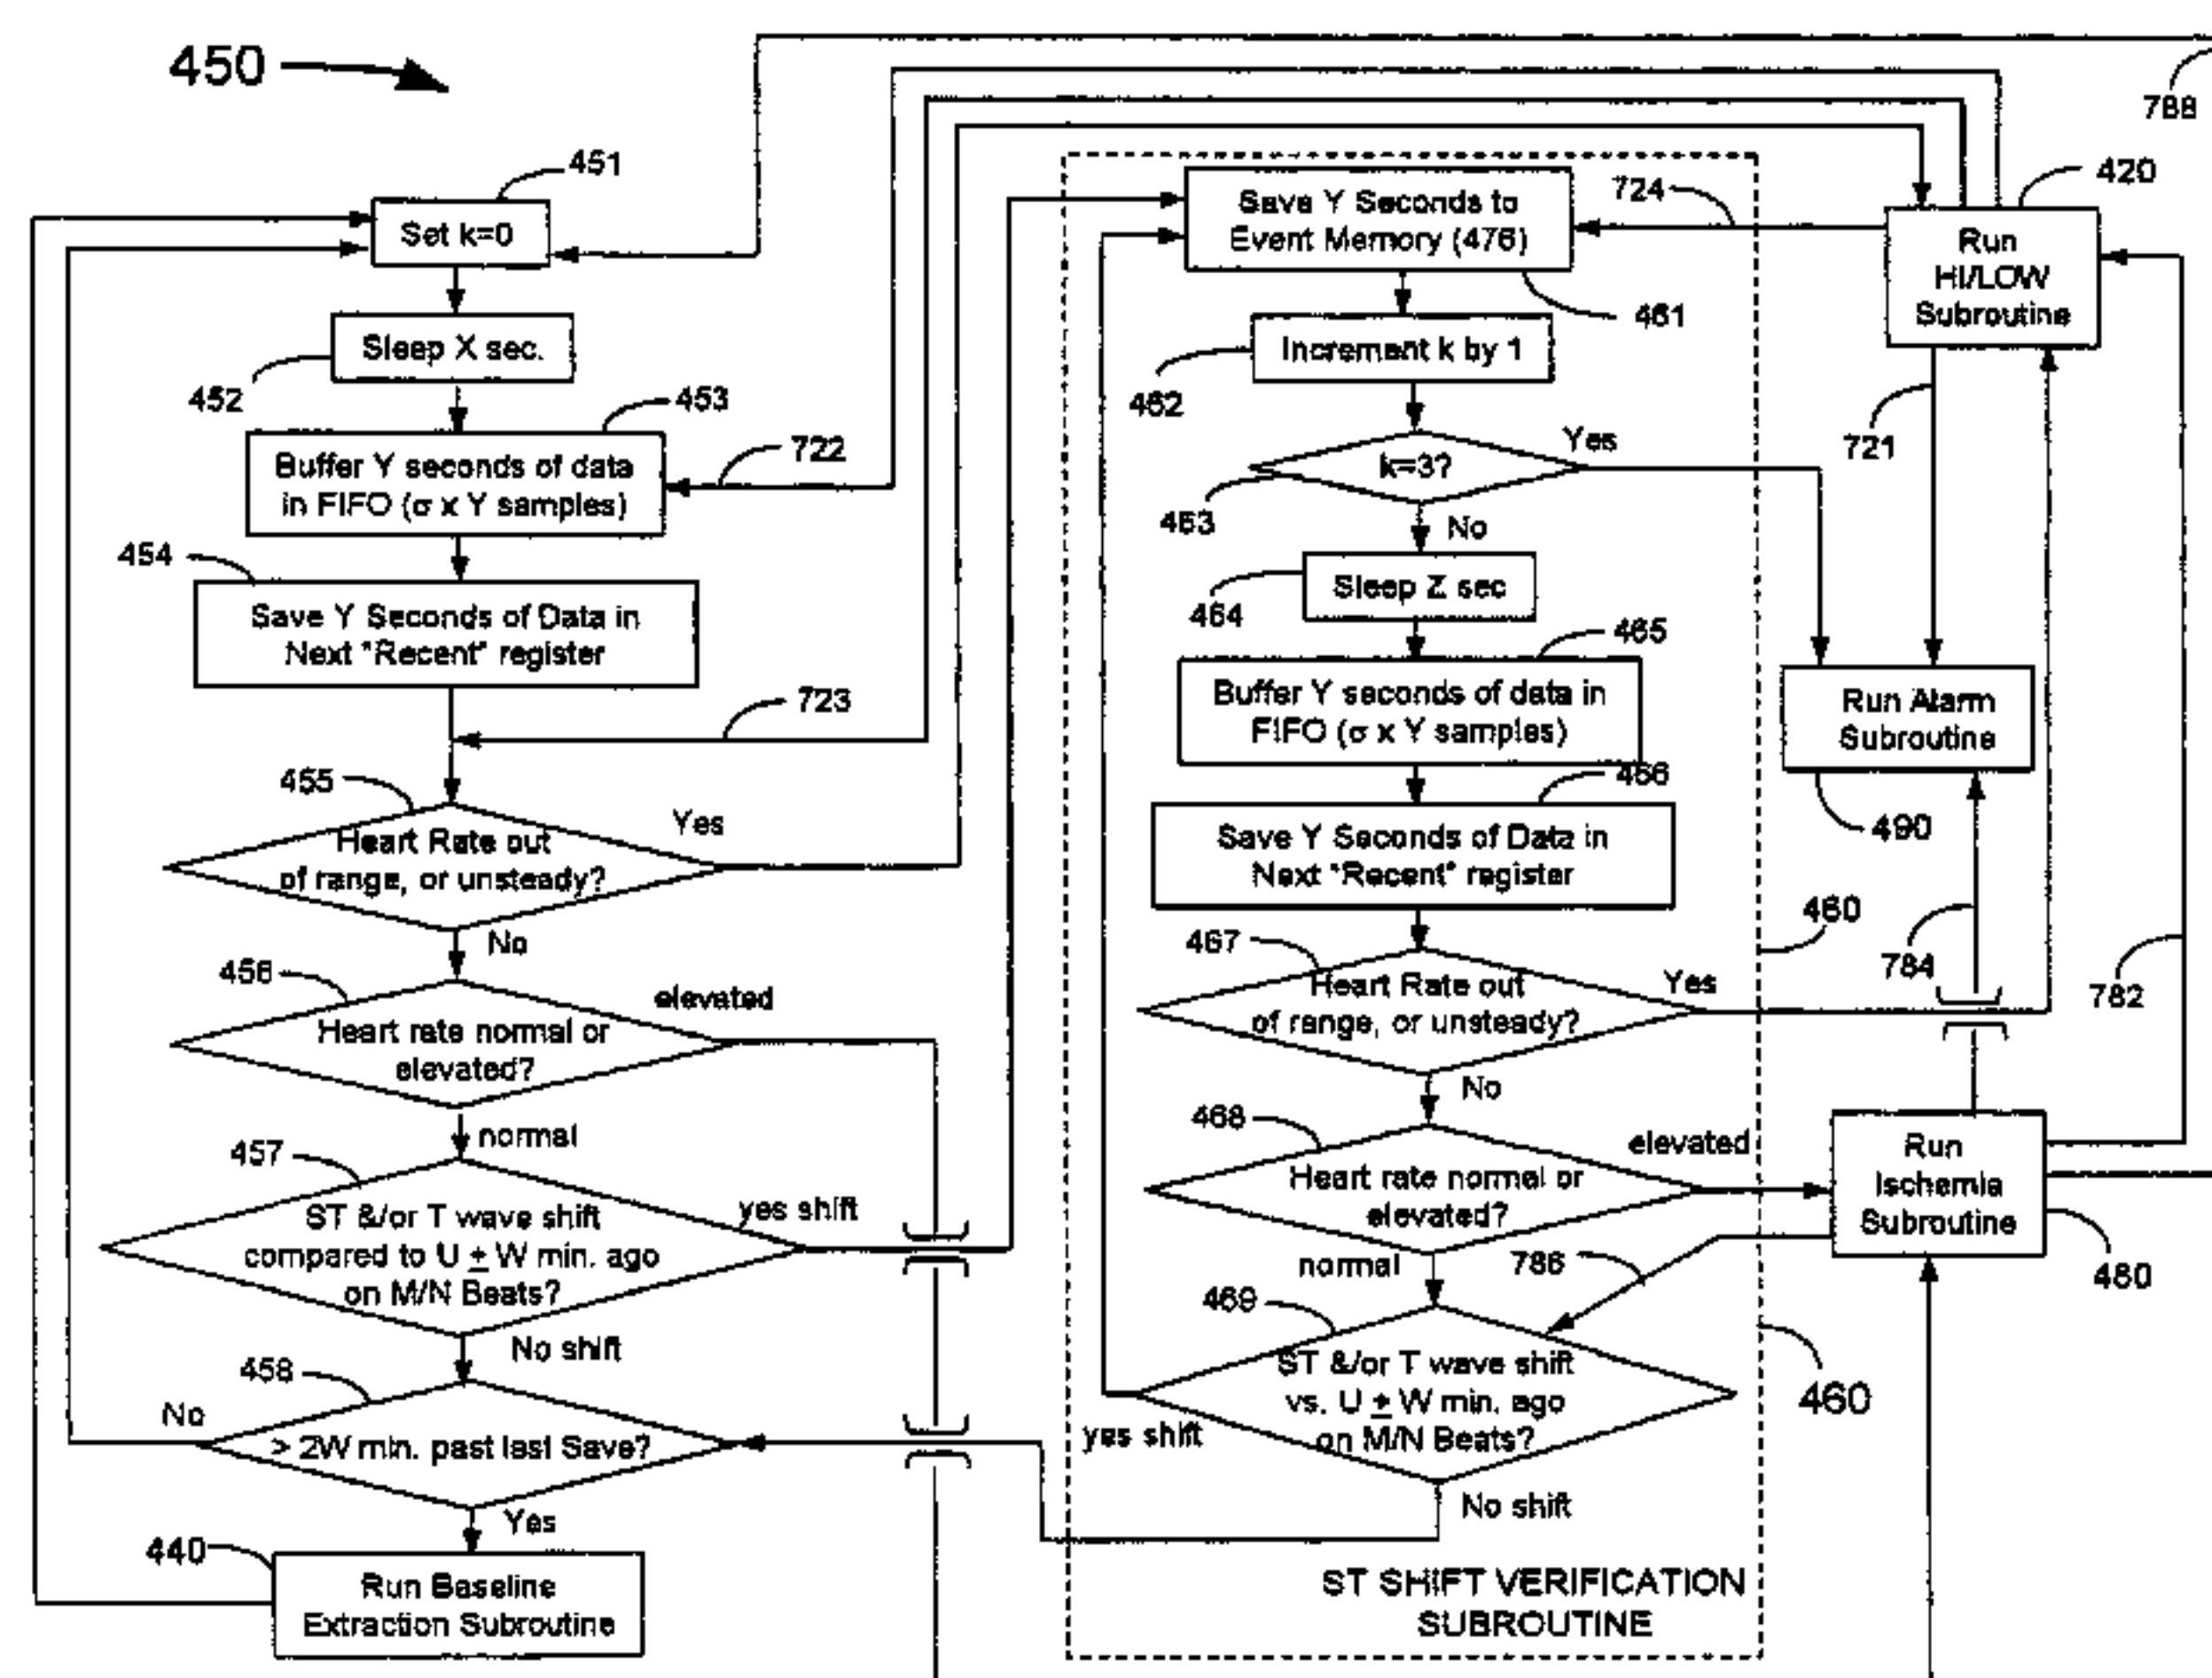 450
788
451
Set k=0
Sleep X sec.
452
453
Buffer Y seconds of data
in FIFO (σ x Y samples)
722
454
Save Y Seconds of Data in
Next "Recent" register
723
455
Heart Rate out
of range, or unsteady?
Yes
No
456
Heart rate normal or
elevated?
elevated
normal
457
ST &/or T wave shift
compared to U ± W min. ago
on M/N Beats?
yes shift
No shift
458
> 2W min. past last Save?
No
Yes
440
Run Baseline
Extraction Subroutine
Save Y Seconds to
Event Memory (476)
461
724
420
Run
HI/LOW
Subroutine
Increment k by 1
462
k=3?
Yes
463
No
721
Sleep Z sec
464
465
Buffer Y seconds of data in
FIFO (σ x Y samples)
466
Save Y Seconds of Data in
Next "Recent" register
Run Alarm
Subroutine
490
467
Heart Rate out
of range, or unsteady?
Yes
No
460
784
782
468
Heart rate normal or
elevated?
elevated
normal
Run
Ischemia
Subroutine
480
786
469
ST &/or T wave shift
vs. U ± W min. ago
on M/N Beats?
yes shift
No shift
460
ST SHIFT VERIFICATION
SUBROUTINE